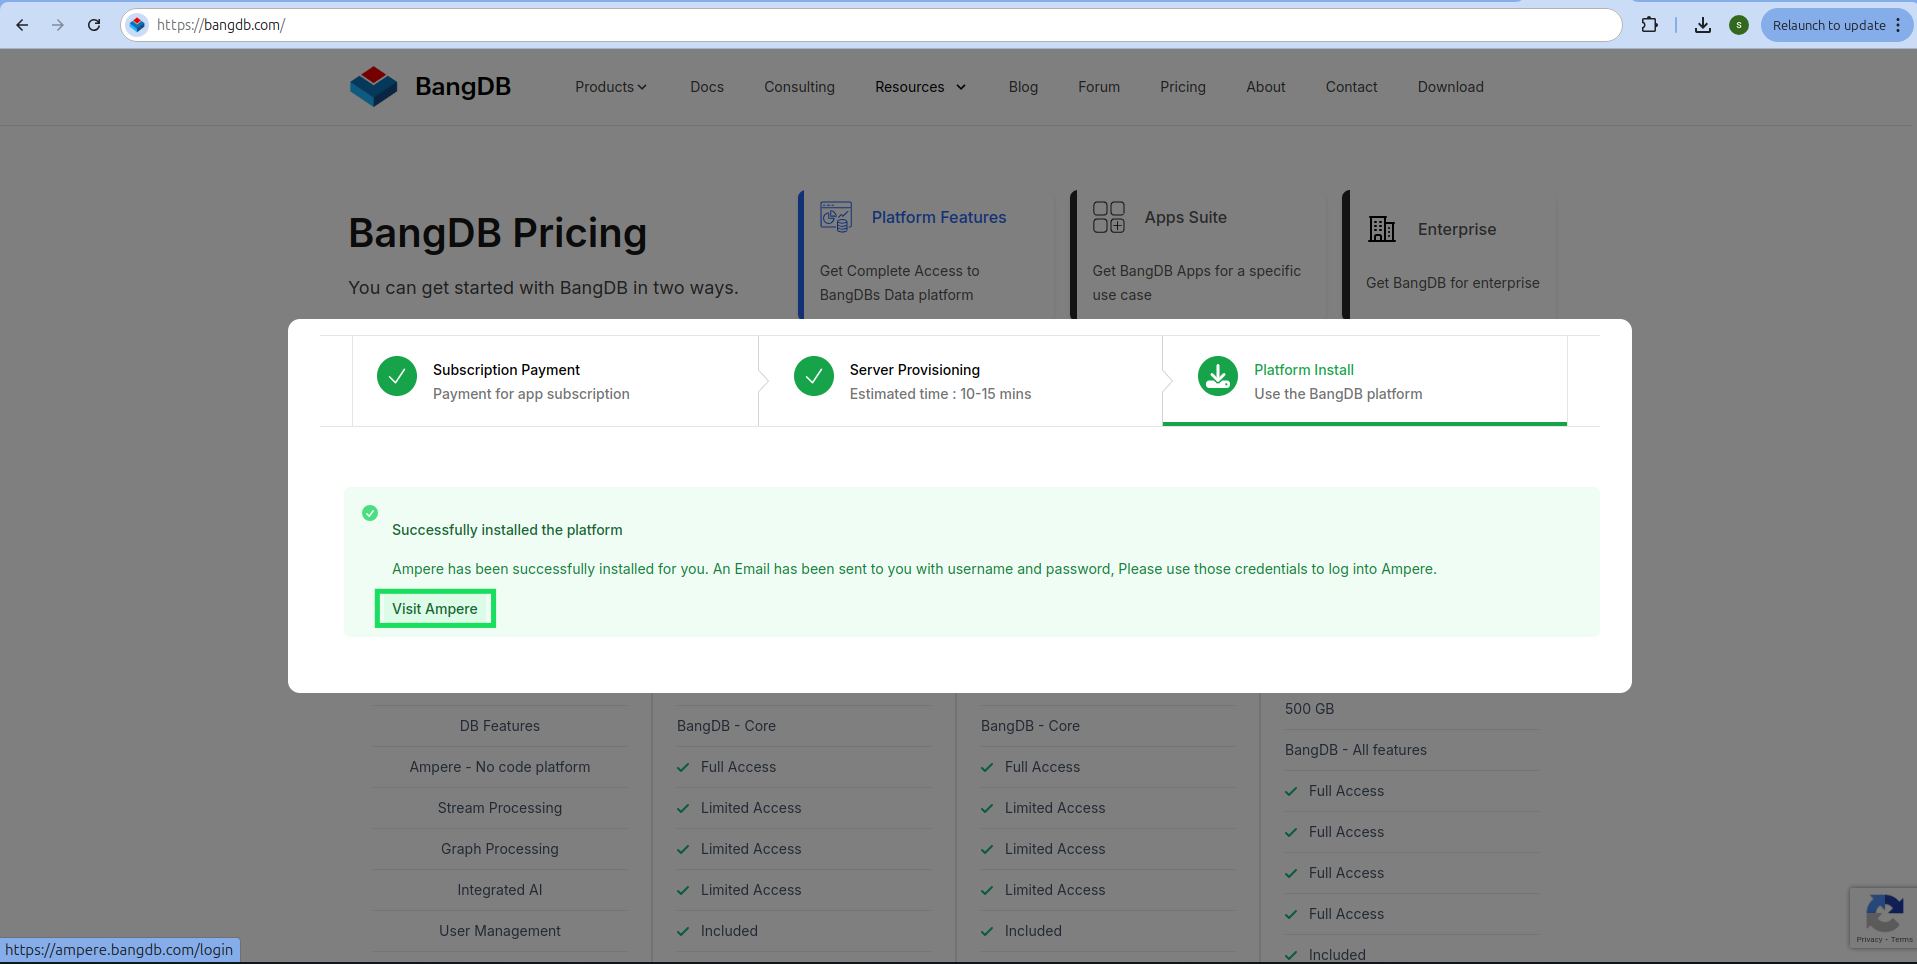 https://bangdb.com/
S
Relaunch to update
BangDB
Products
Docs
Consulting
Resources
Blog
Forum
Pricing
About
Contact
Download
BangDB Pricing
You can get started with BangDB in two ways.
Platform Features
Get Complete Access to
BangDBs Data platform
Apps Suite
Get BangDB Apps for a specific
use case
Enterprise
Get BangDB for enterprise
Subscription Payment
Payment for app subscription
Server Provisioning
Estimated time : 10-15 mins
Platform Install
Use the BangDB platform
Successfully installed the platform
Ampere has been successfully installed for you. An Email has been sent to you with username and password, Please use those credentials to log into Ampere.
Visit Ampere
500 GB
DB Features
BangDB - Core
BangDB - Core
BangDB - All features
Ampere - No code platform
Full Access
Full Access
Full Access
Stream Processing
Limited Access
Limited Access
Full Access
Graph Processing
Limited Access
Limited Access
Full Access
Integrated AI
Limited Access
Limited Access
Full Access
User Management
Included
Included
Included
Privacy - Terms
https://ampere.bangdb.com/login